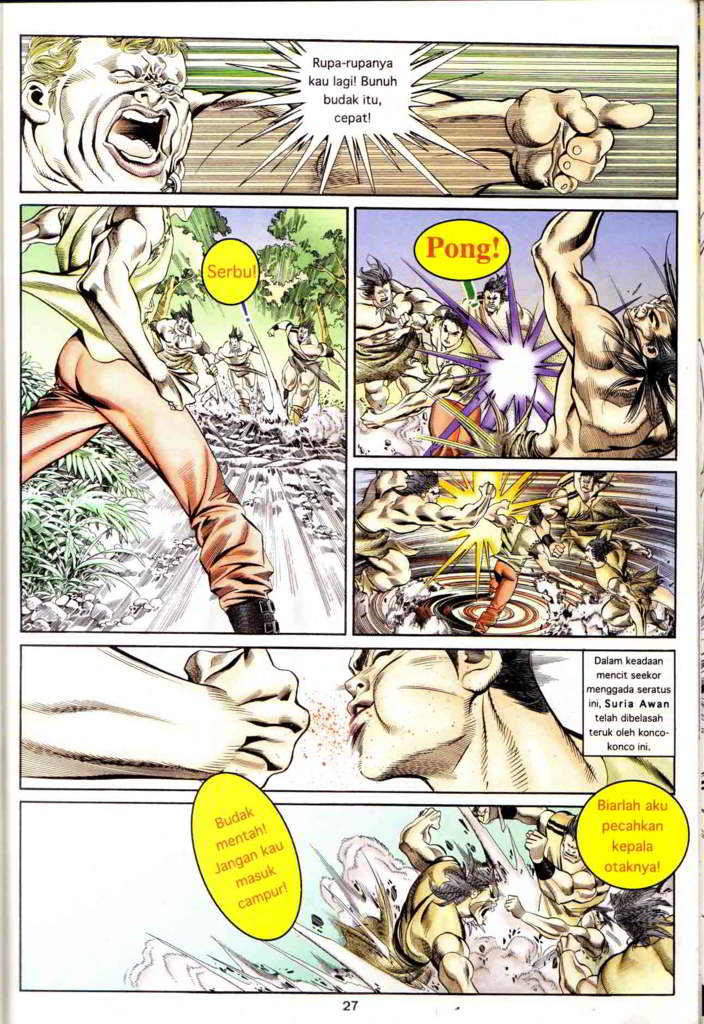 Rupa-rupanya
kau lagi! Bunuh
budak itu,
cepat!
Serbu!
Pong!
Dalam keadaan
mencit seekor
menggada seratus
ini, Suria Awan
telah dibelasah
teruk oleh konco-
konco ini.
Budak
mentah!
Jangan kau
masuk
campur!
Biarlah aku
pecahkan
kepala
otaknya!
27